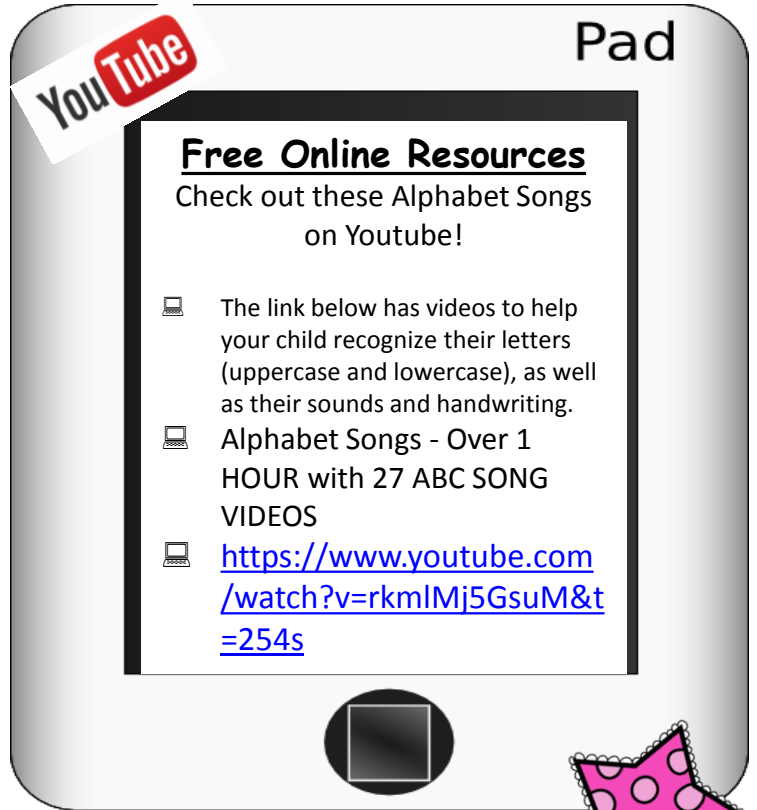 YouTube
Pad
Free Online Resources
Check out these Alphabet Songs
on Youtube!
The link below has videos to help
your child recognize their letters
(uppercase and lowercase), as well
as their sounds and handwriting.
Alphabet Songs - Over 1
HOUR with 27 ABC SONG
VIDEOS
https://www.youtube.com
/watch?v=rkmlMj5GsuM&t
=254s